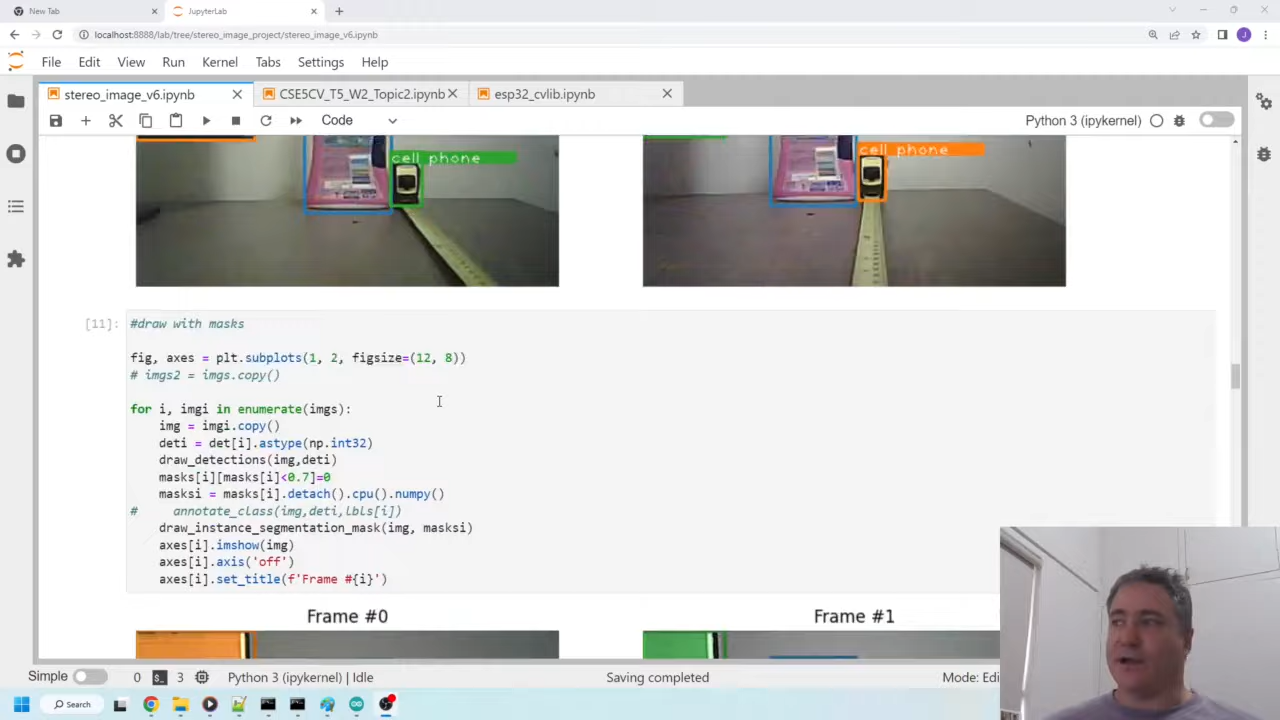 New Tab
JupyterLab
localhost:8888/lab/tree/stereo_image_project/stereo_image_v6.ipynb
J
File Edit View Run Kernel Tabs Settings Help
stereo_image_v6.ipynb
CSE5CV_T5_W2_Topic2.ipynb
esp32_cvlib.ipynb
Code
Python 3 (ipykernel)
cell phone
cell phone
[11]:
#draw with masks
fig, axes = plt.subplots(1, 2, figsize=(12, 8))
# imgs2 = imgs.copy()
for i, imgi in enumerate(imgs):
img = imgi.copy()
deti = det[i].astype(np.int32)
draw_detections(img,deti)
masks[i][masks[i]<0.7]=0
masksi = masks[i].detach().cpu().numpy()
# annotate_class(img,deti,lbls[i])
draw_instance_segmentation_mask(img, masksi)
axes[i].imshow(img)
axes[i].axis('off')
axes[i].set_title(f'Frame #{i}')
Frame #0
Frame #1
Simple
0
3
Python 3 (ipykernel) | Idle
Saving completed
Mode: Edi
Search